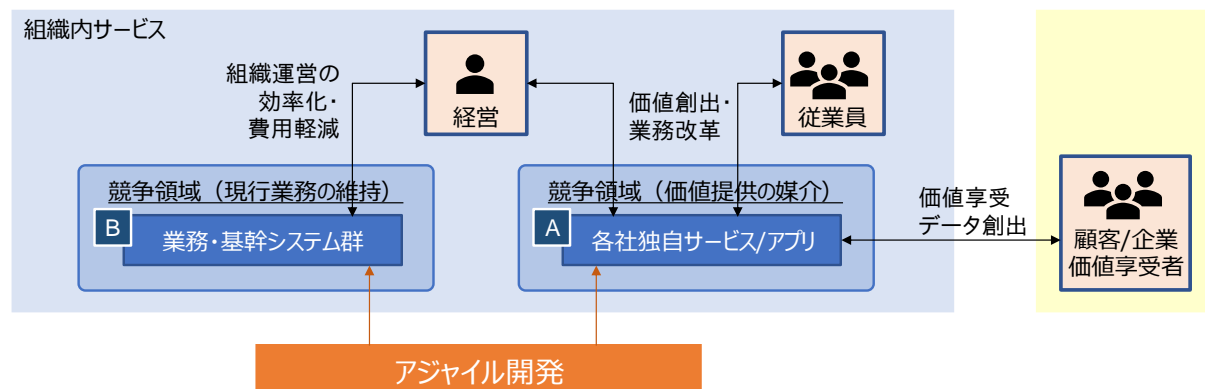 組織内サービス
組織運営の
効率化・
費用軽減
経営
価値創出・
業務改革
従業員
競争領域（現行業務の維持）
B
業務・基幹システム群
競争領域（価値提供の媒介）
A
各社独自サービス/アプリ
価値享受
データ創出
顧客/企業
価値享受者
アジャイル開発